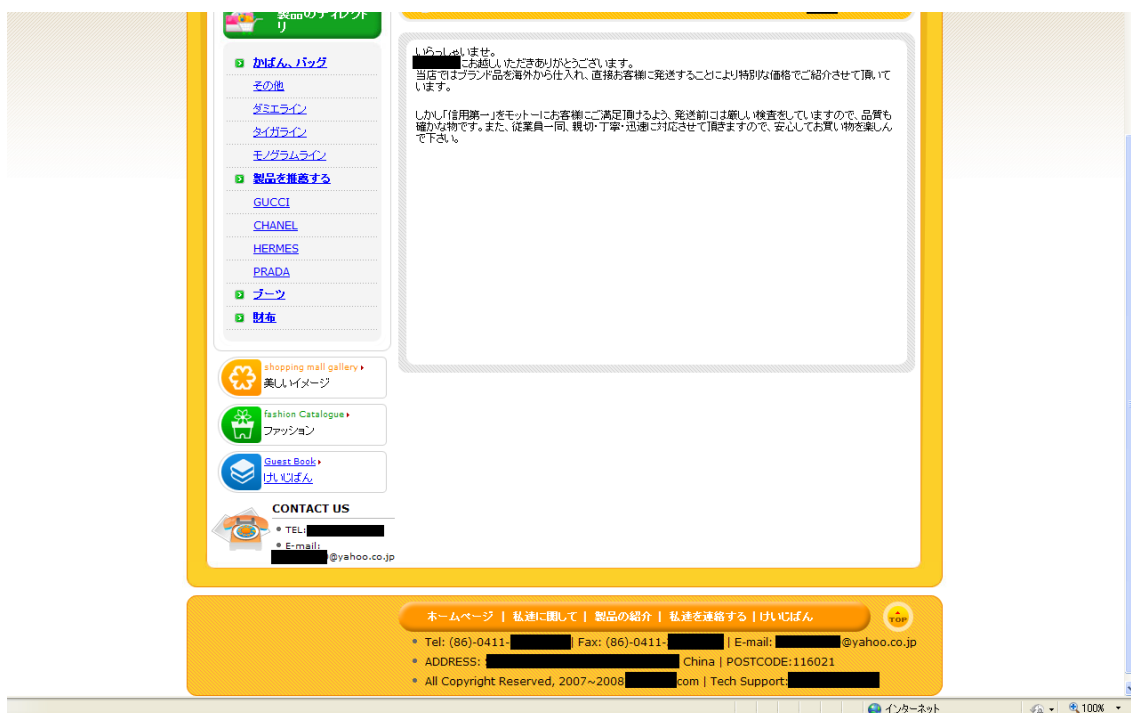 製品のディレクト
リ
かばん、バッグ
その他
ダミエライン
タイガライン
モノグラムライン
製品を推薦する
GUCCI
CHANEL
HERMES
PRADA
ブーツ
財布
shopping mall gallery
美しいイメージ
fashion Catalogue
ファッション
Guest Book
けいじばん
CONTACT US
TEL:
E-mail:
@yahoo.co.jp
いらっしゃいませ。
にお越しいただきありがとうございます。
当店ではブランド品を海外から仕入れ、直接お客様に発送することにより特別な価格でご紹介させて頂いて
います。
しかし「信用第一」をモットーにお客様にご満足頂けるよう、発送前には厳しい検査をしていますので、品質も
確かな物です。また、従業員一同、親切・丁寧・迅速に対応させて頂きますので、安心してお買い物を楽しん
で下さい。
ホームページ | 私達に関して | 製品の紹介 | 私達を連絡する | けいじばん
TOP
Tel: (86)-0411- | Fax: (86)-0411- | E-mail: @yahoo.co.jp
ADDRESS: China | POSTCODE:116021
All Copyright Reserved, 2007~2008 com | Tech Support:
インターネット
100%